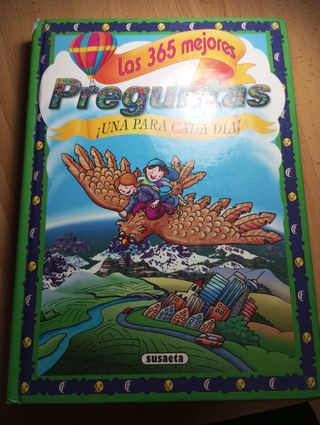 Las 365 mejores
Preguntas
¡UNA PARA CADA DÍA!
susaeta